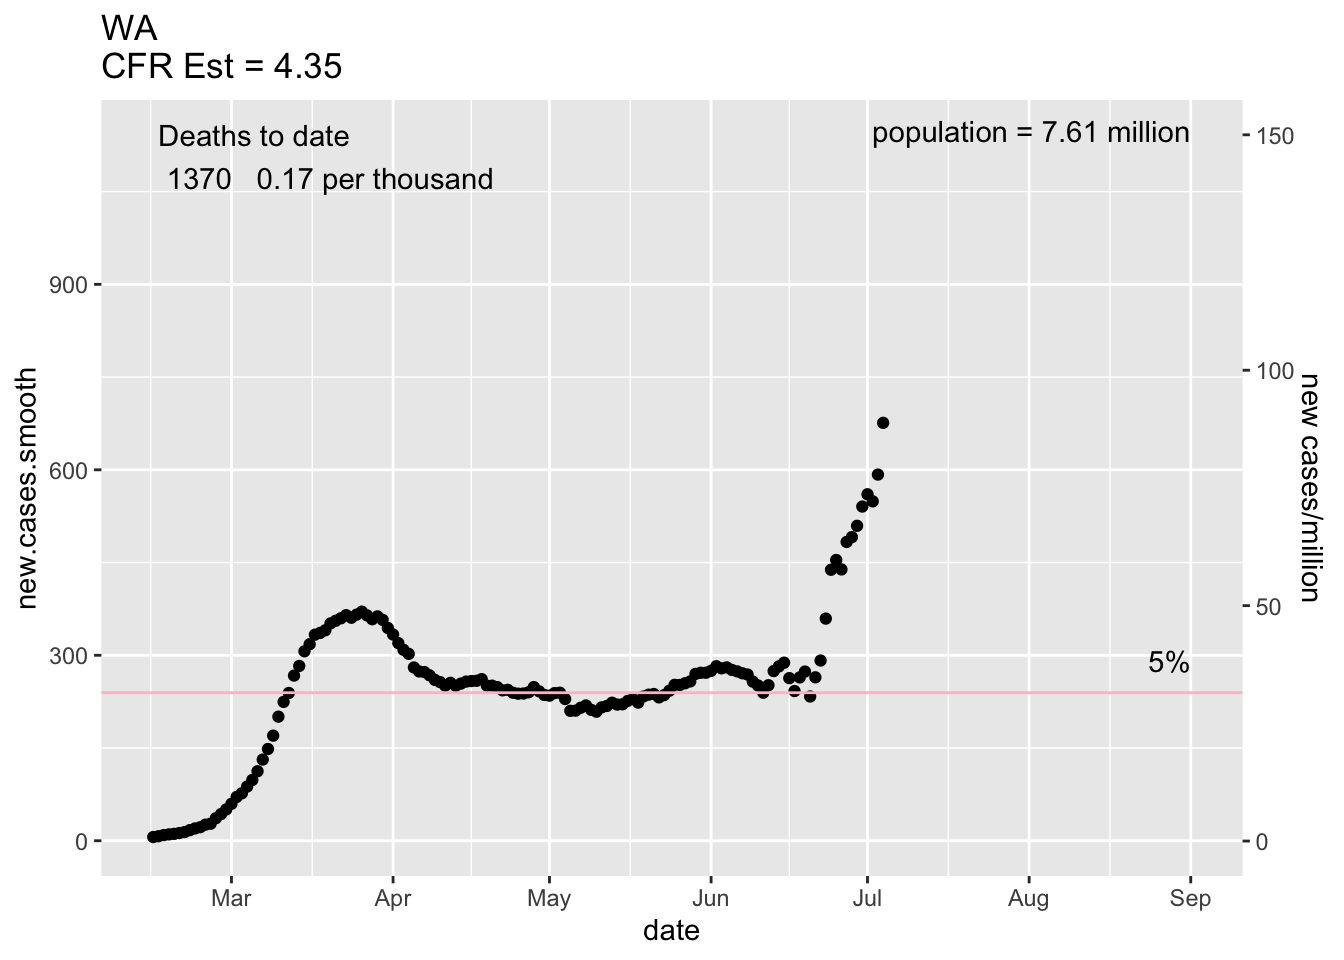 WA
CFR Est = 4.35
Deaths to date
1370 0.17 per thousand
population = 7.61 million
150
100
50
0
new cases/million
900
600
300
0
new.cases.smooth
5%
Mar Apr May Jun Jul Aug Sep
date